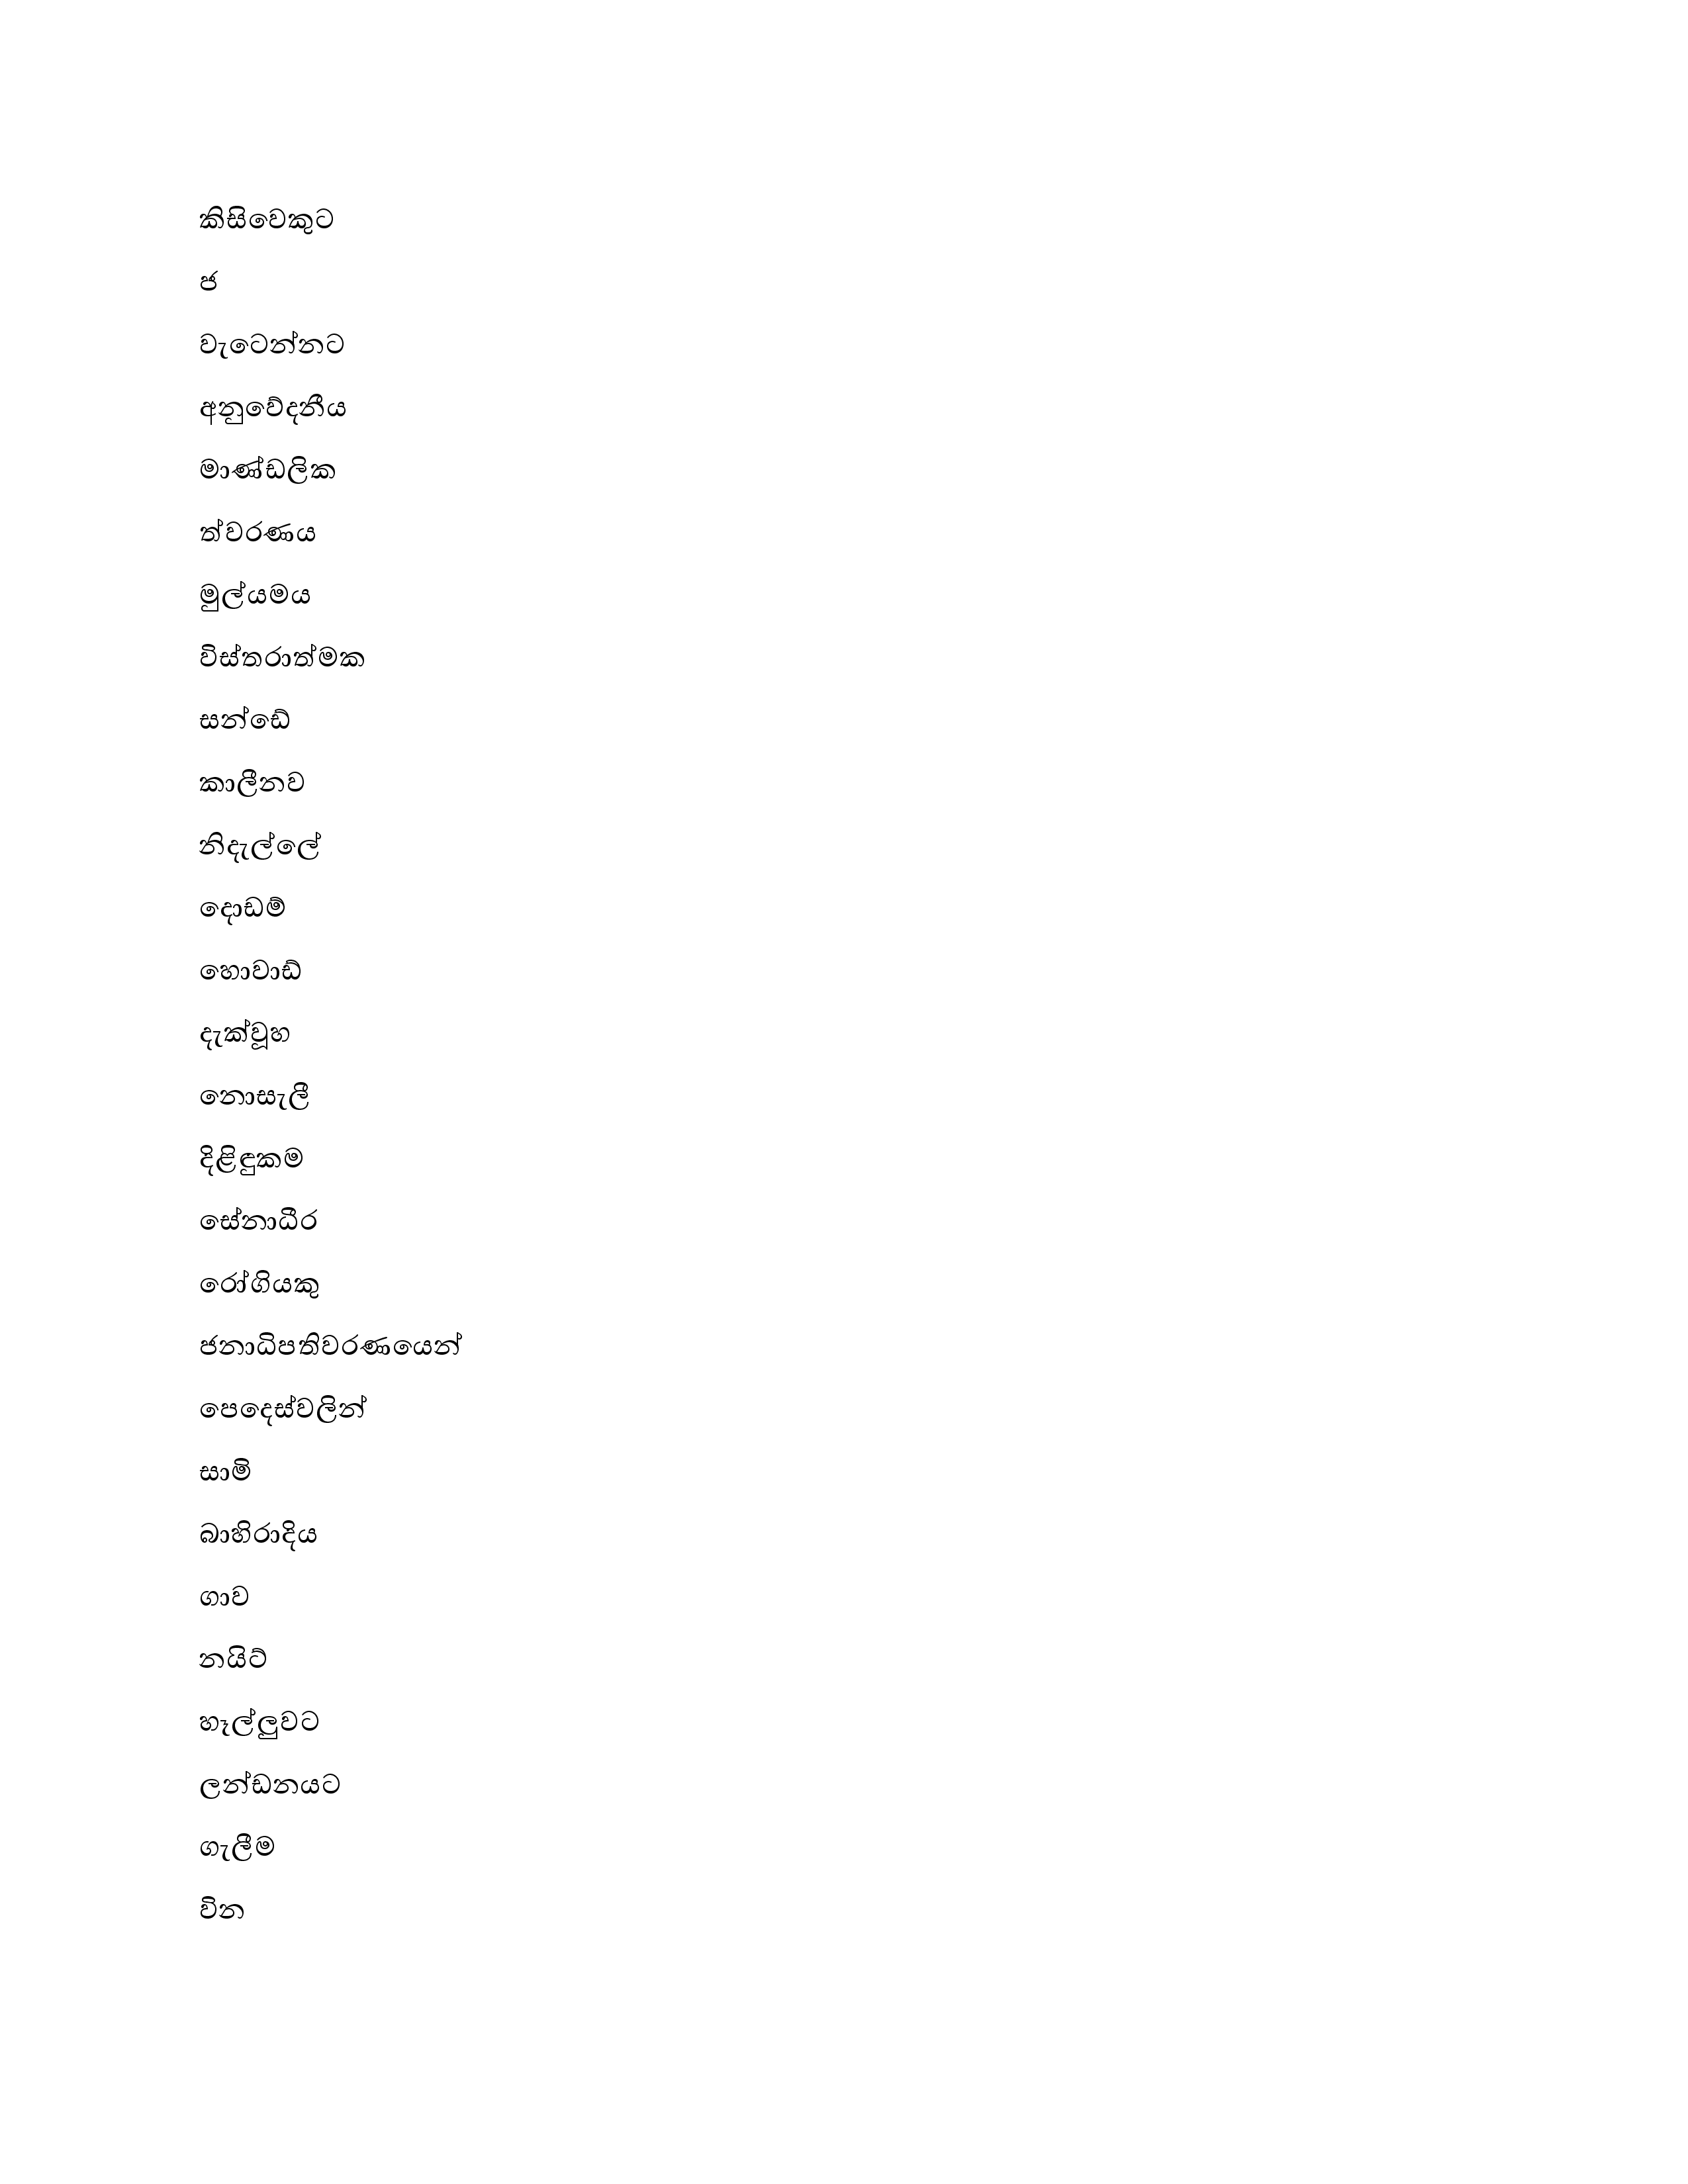 කිසිවෙකුට
ජ
වැටෙන්නට
අනුවේදනීය
මාණ්ඩලික
ත්වරණය
මුල්යමය
විස්තරාත්මක
සන්ඩේ
කාලීනව
නිදැල්ලේ
දොඩම්
හොවාඩ්
දැක්වූහ
නොසැලී
දිළිඳුකම
සේනාධීර
රෝගියකු
ජනාධිපතිවරණයෙන්
පෙදෙස්වලින්
සාමි
බාහිරාදිය
ගාව
නයිට්
හෑල්ලුවට
ලන්ඩනයට
ගැලීම
වින